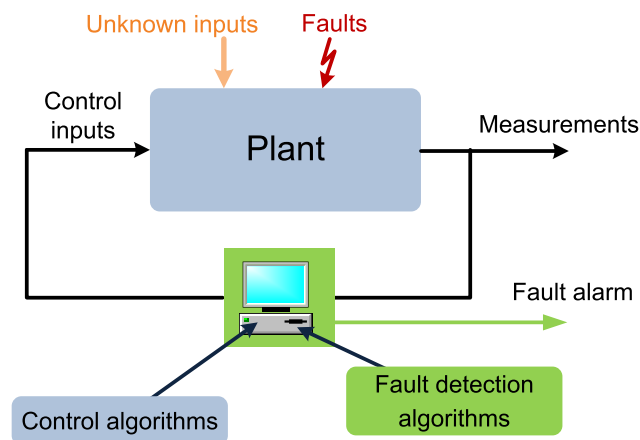 Unknown inputs
Faults
Control
inputs
Plant
Measurements
Fault alarm
Fault detection
algorithms
Control algorithms